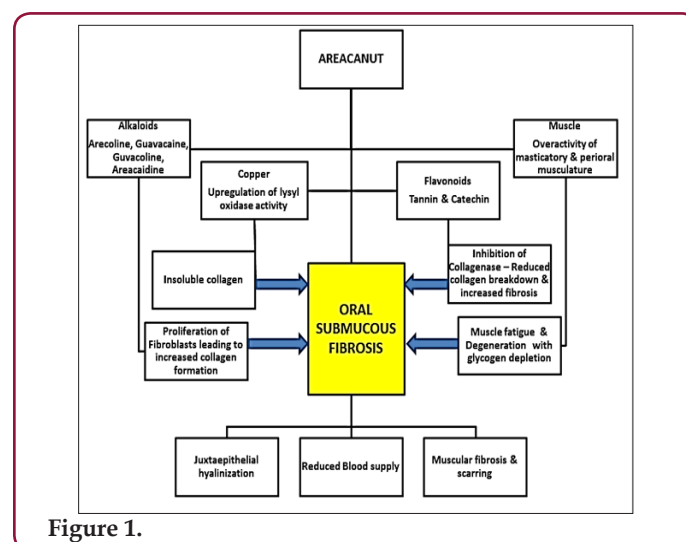 AREACANUT
Alkaloids
Arecoline, Guavacaine,
Guvacoline,
Areacaidine
Muscle
Overactivity of
masticatory & perioral
musculature
Copper
Upregulation of lysyl
oxidase activity
Flavonoids
Tannin & Catechin
Insoluble collagen
ORAL
SUBMUCOUS
FIBROSIS
Inhibition of
Collagenase – Reduced
collagen breakdown &
increased fibrosis
Proliferation of
Fibroblasts leading to
increased collagen
formation
Muscle fatigue &
Degeneration with
glycogen depletion
Juxtaepithelial
hyalinization
Reduced Blood supply
Muscular fibrosis &
scarring
Figure 1.